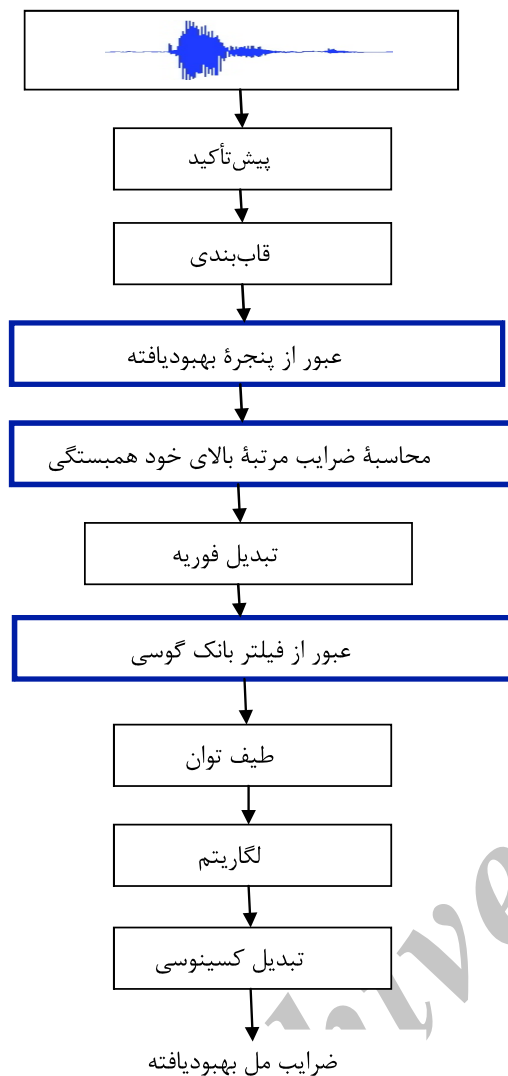 پیش‌تأکید
قاب‌بندی
عبور از پنجرهٔ بهبودیافته
محاسبهٔ ضرایب مرتبهٔ بالای خود همبستگی
تبدیل فوریه
عبور از فیلتر بانک گوسی
طیف توان
لگاریتم
تبدیل کسینوسی
ضرایب مل بهبودیافته